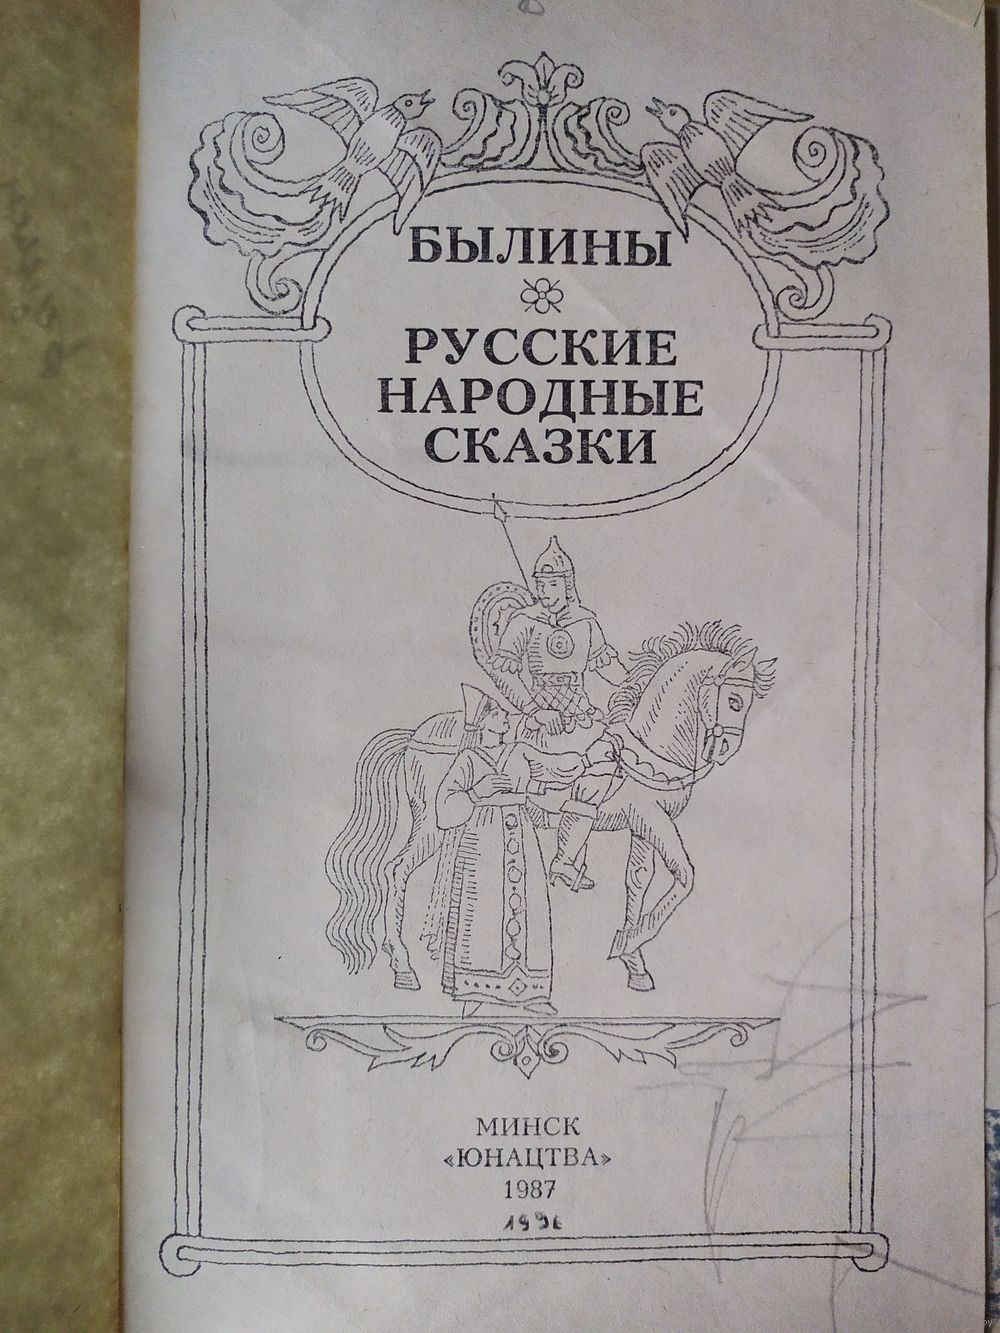 БЫЛИНЫ
РУССКИЕ
НАРОДНЫЕ
СКАЗКИ
МИНСК
«ЮНАЦТВА»
1987